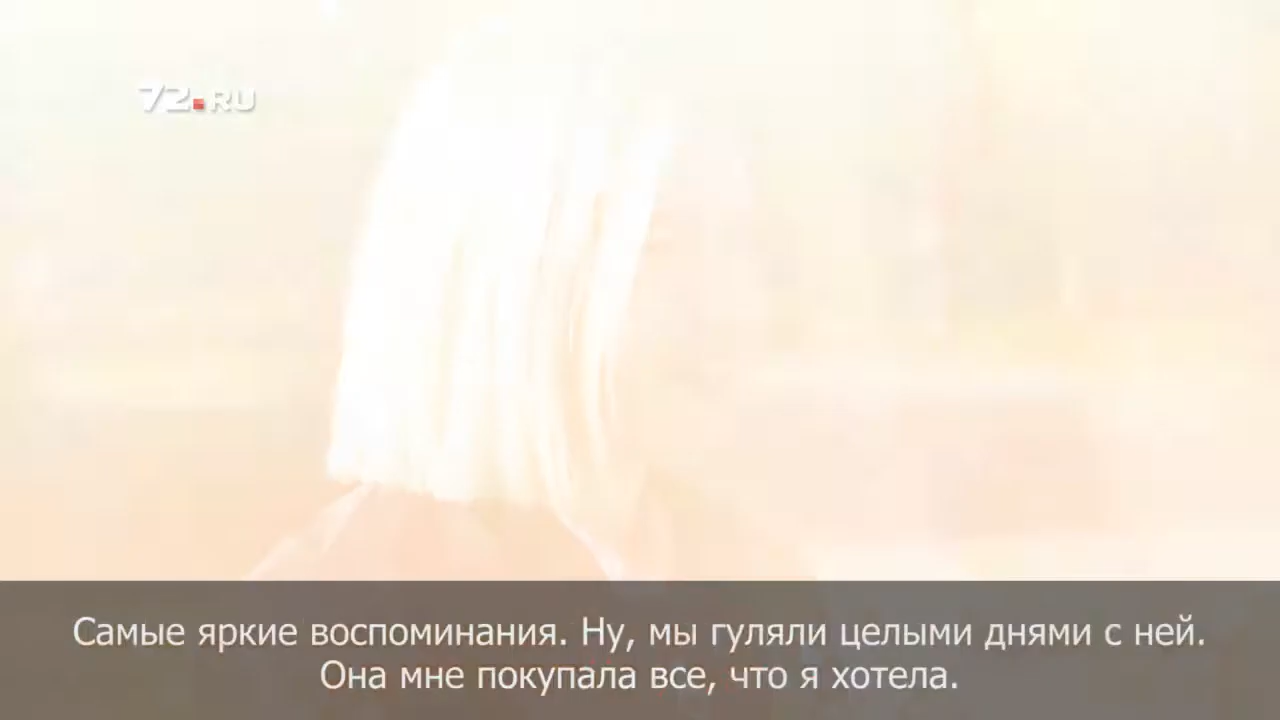 72.RU
Самые яркие воспоминания. Ну, мы гуляли целыми днями с ней.
Она мне покупала все, что я хотела.